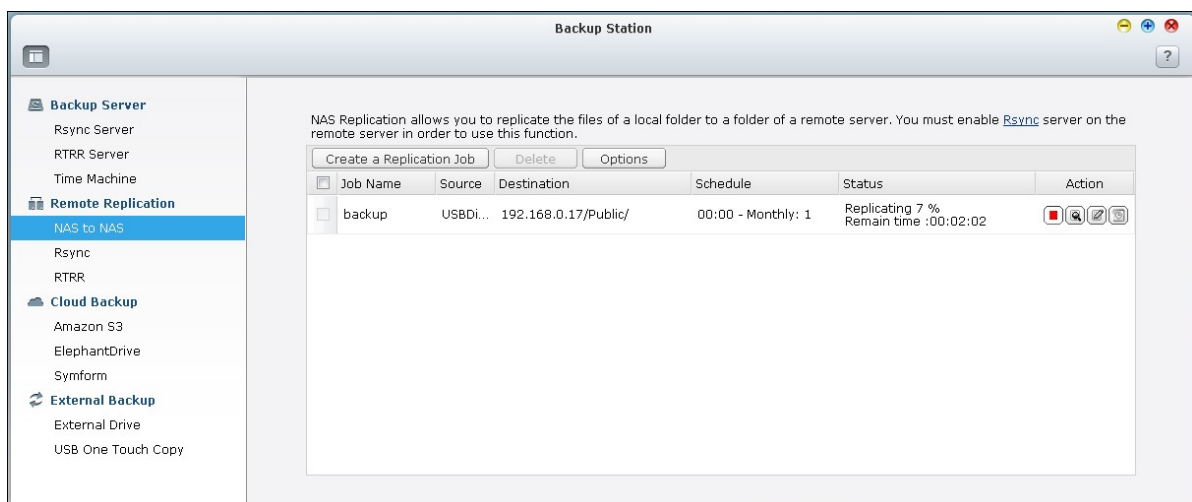 Backup Station
?
Backup Server
Rsync Server
RTRR Server
Time Machine
Remote Replication
NAS to NAS
Rsync
RTRR
Cloud Backup
Amazon S3
ElephantDrive
Symform
External Backup
External Drive
USB One Touch Copy
NAS Replication allows you to replicate the files of a local folder to a folder of a remote server. You must enable Rsync server on the
remote server in order to use this function.
Create a Replication Job Delete Options
Job Name Source Destination Schedule Status Action
backup USBDi... 192.168.0.17/Public/ 00:00 - Monthly: 1 Replicating 7 %
Remain time :00:02:02